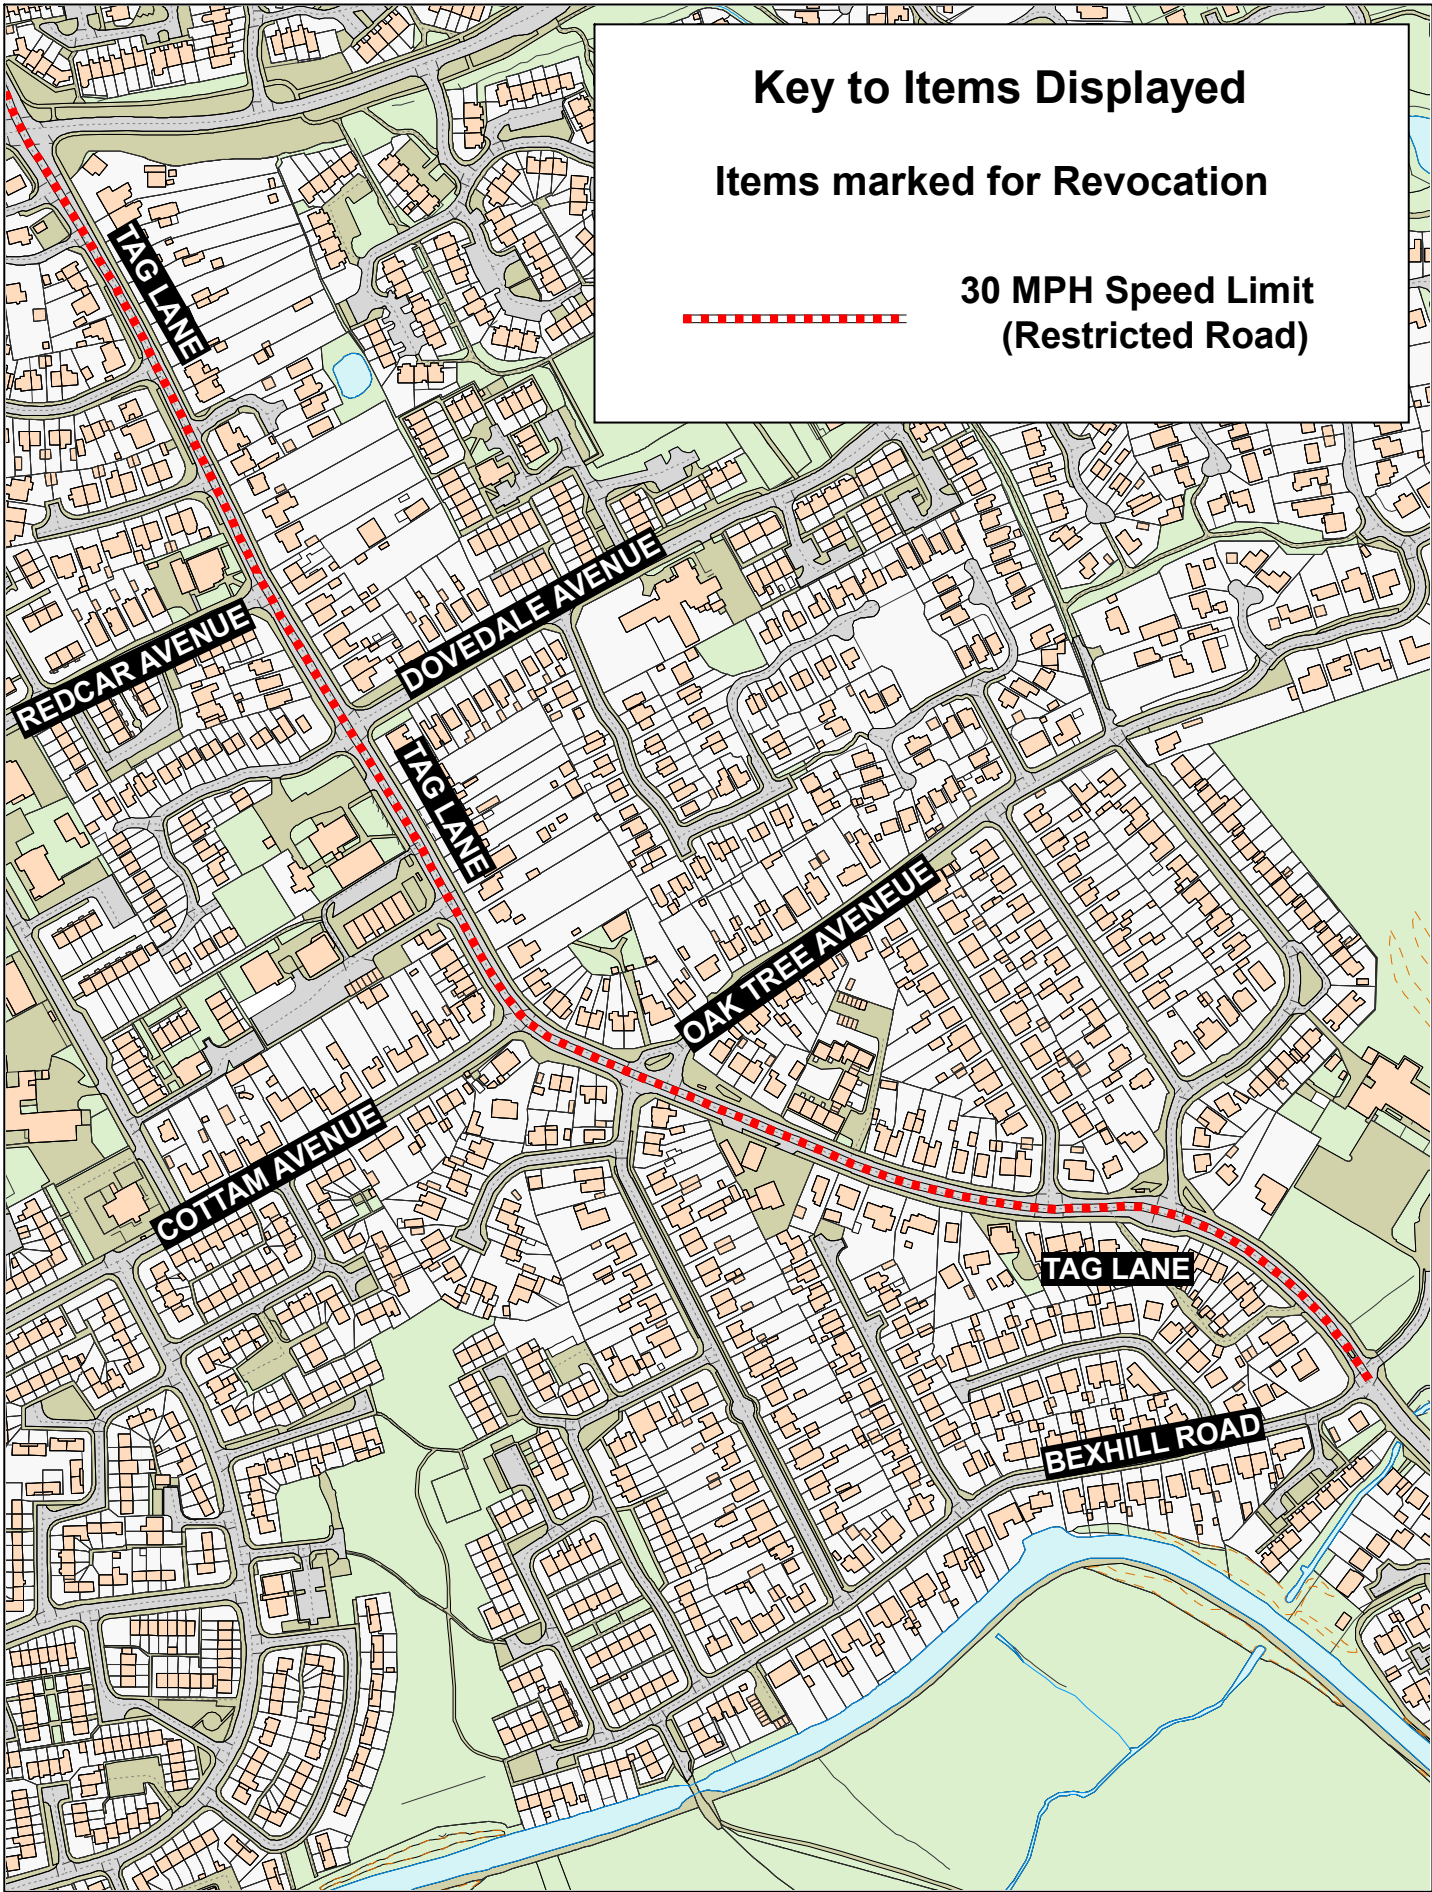 Key to Items Displayed
Items marked for Revocation
30 MPH Speed Limit
(Restricted Road)
TAG LANE
DOVEDALE AVENUE
REDCAR AVENUE
TAG LANE
OAK TREE AVENEUE
COTTAM AVENUE
TAG LANE
BEXHILL ROAD